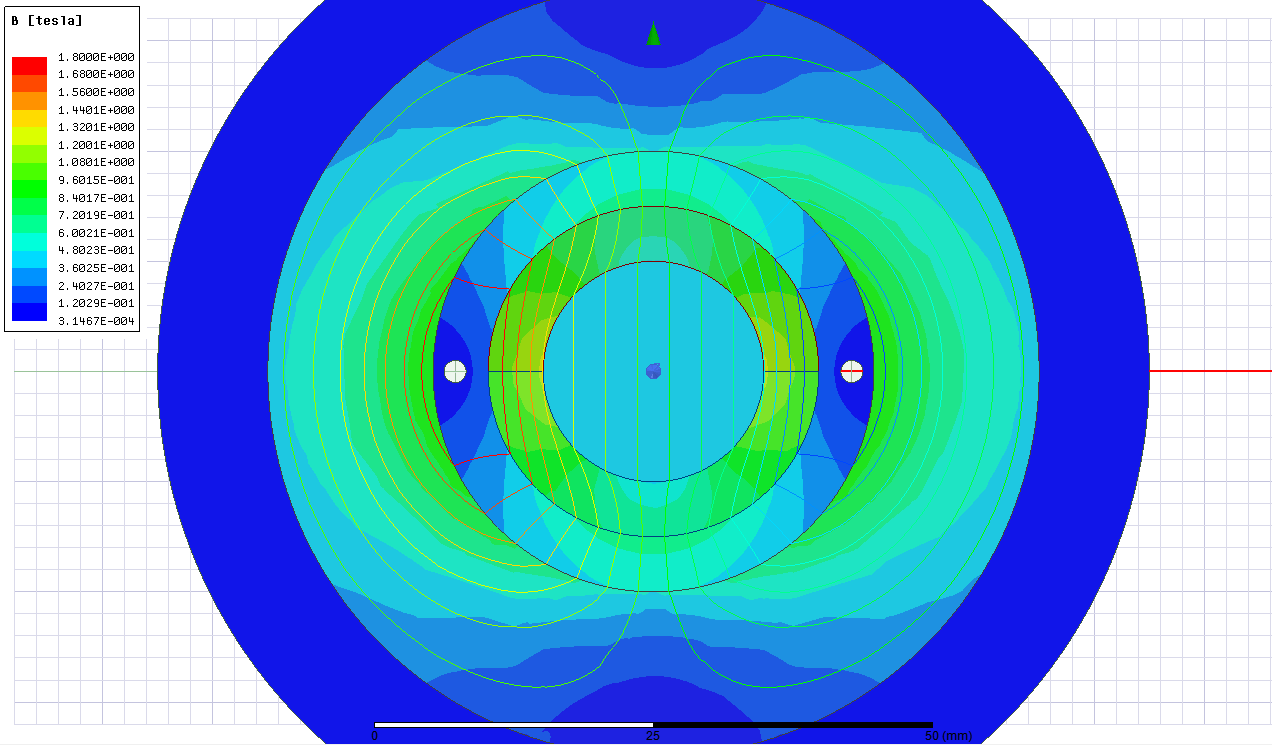 B [tesla]
1.8000E+000
1.6800E+000
1.5600E+000
1.4401E+000
1.3201E+000
1.2001E+000
1.0801E+000
9.6015E-001
8.4017E-001
7.2019E-001
6.0021E-001
4.8023E-001
3.6025E-001
2.4027E-001
1.2029E-001
3.1467E-004
0 25 50 (mm)